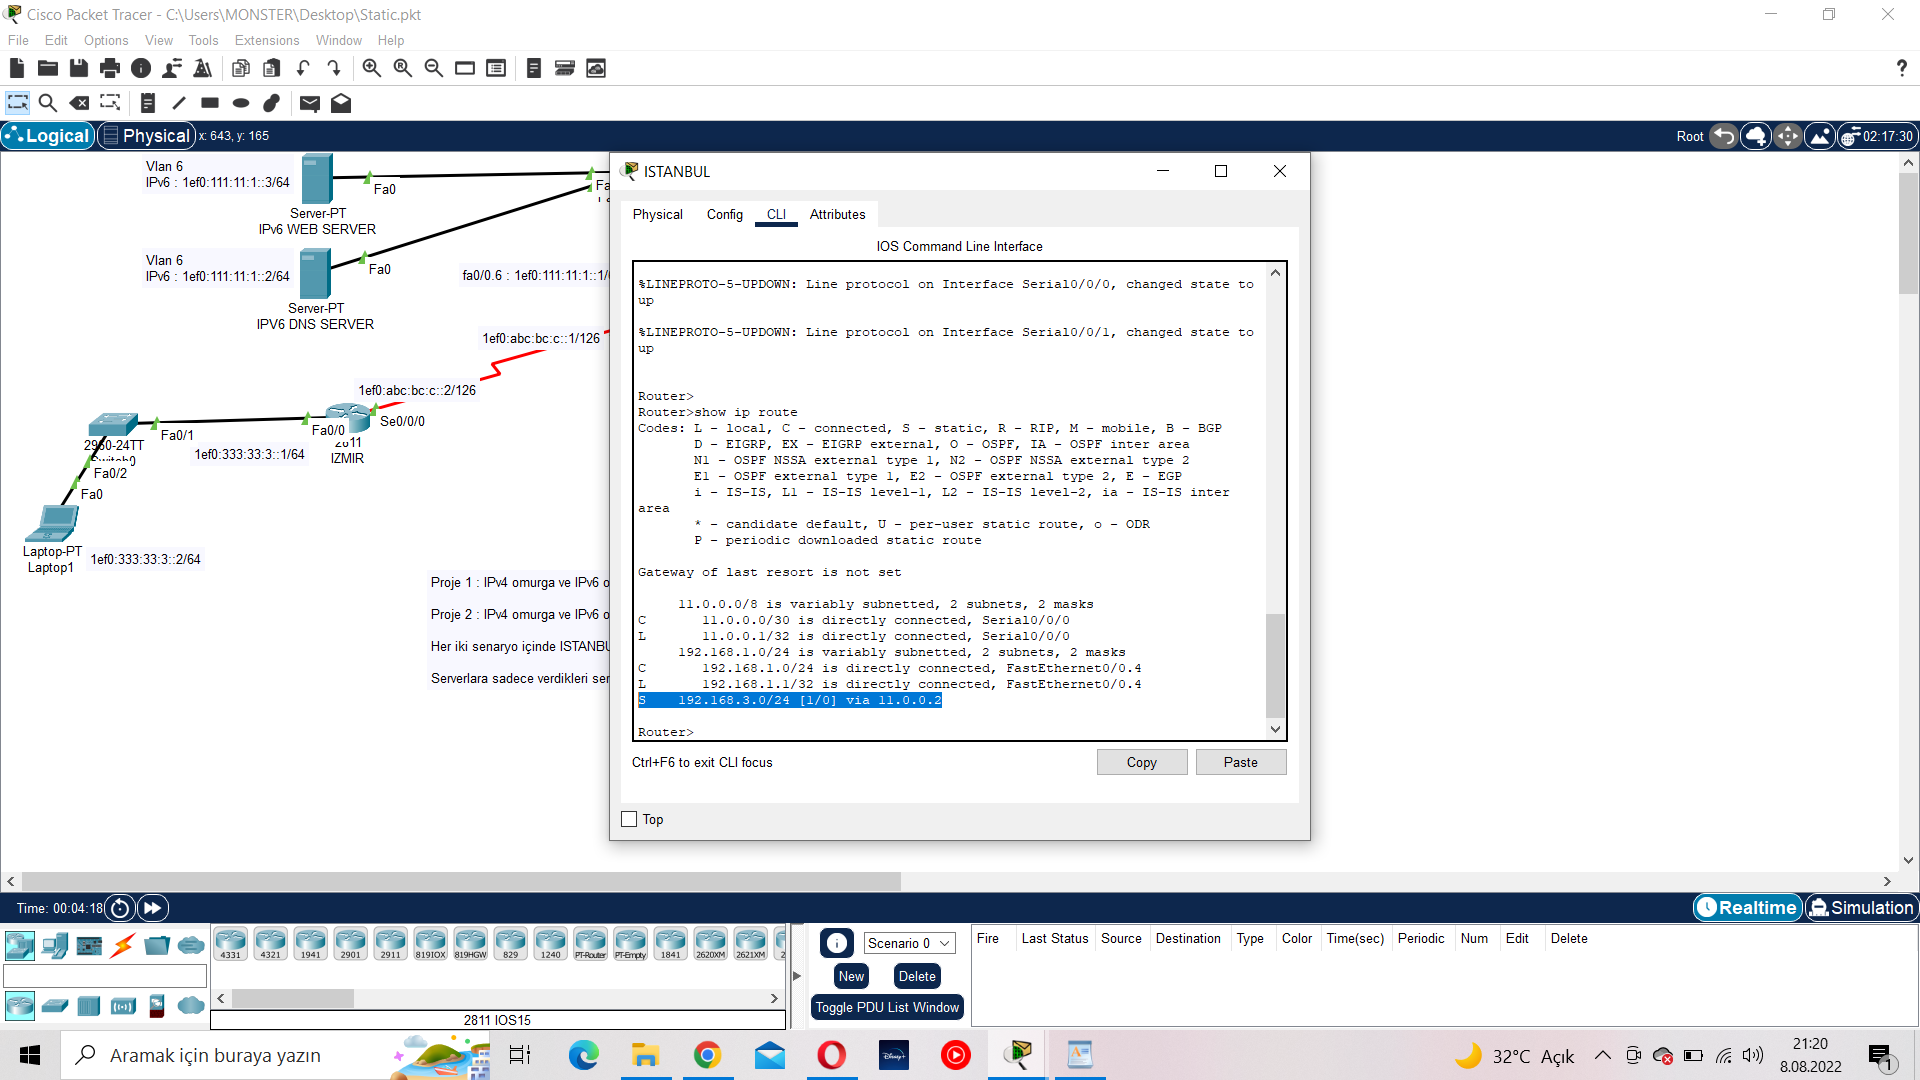 Cisco Packet Tracer - C:\Users\MONSTER\Desktop\Static.pkt
File Edit Options View Tools Extensions Window Help
?
Logical Physical x: 643, y: 165
Root 02:17:30
Vlan 6
IPv6 : 1ef0:111:11:1::3/64
Fa0
Server-PT
IPv6 WEB SERVER
Vlan 6
IPv6 : 1ef0:111:11:1::2/64
Fa0
fa0/0.6 : 1ef0:111:11:1::1/
Server-PT
IPV6 DNS SERVER
1ef0:abc:bc:c::1/126
1ef0:abc:bc:c::2/126
Se0/0/0
Fa0/1
Fa0/0
2811
IZMIR
2950-24TT
Switch0
1ef0:333:33:3::1/64
Fa0/2
Fa0
Laptop-PT
Laptop1
1ef0:333:33:3::2/64
Proje 1 : IPv4 omurga ve IPv6 o
Proje 2 : IPv4 omurga ve IPv6 o
Her iki senaryo içinde ISTANBU
Serverlara sadece verdikleri ser
ISTANBUL
Physical Config CLI Attributes
IOS Command Line Interface
%LINEPROTO-5-UPDOWN: Line protocol on Interface Serial0/0/0, changed state to
up
%LINEPROTO-5-UPDOWN: Line protocol on Interface Serial0/0/1, changed state to
up
Router>
Router>show ip route
Codes: L - local, C - connected, S - static, R - RIP, M - mobile, B - BGP
D - EIGRP, EX - EIGRP external, O - OSPF, IA - OSPF inter area
N1 - OSPF NSSA external type 1, N2 - OSPF NSSA external type 2
E1 - OSPF external type 1, E2 - OSPF external type 2, E - EGP
i - IS-IS, L1 - IS-IS level-1, L2 - IS-IS level-2, ia - IS-IS inter
area
* - candidate default, U - per-user static route, o - ODR
P - periodic downloaded static route
Gateway of last resort is not set
11.0.0.0/8 is variably subnetted, 2 subnets, 2 masks
C 11.0.0.0/30 is directly connected, Serial0/0/0
L 11.0.0.1/32 is directly connected, Serial0/0/0
192.168.1.0/24 is variably subnetted, 2 subnets, 2 masks
C 192.168.1.0/24 is directly connected, FastEthernet0/0.4
L 192.168.1.1/32 is directly connected, FastEthernet0/0.4
S 192.168.3.0/24 [1/0] via 11.0.0.2
Router>
Ctrl+F6 to exit CLI focus
Copy Paste
Top
Time: 00:04:18
Realtime Simulation
4331 4321 1941 2901 2911 819IOX 819HGW 829 1240 PT-Router PT-Empty 1841 2620XM 2621XM
2811 IOS15
Scenario 0
New Delete
Toggle PDU List Window
Fire Last Status Source Destination Type Color Time(sec) Periodic Num Edit Delete
Aramak için buraya yazın
Disney+
32°C Açık
21:20
8.08.2022
1